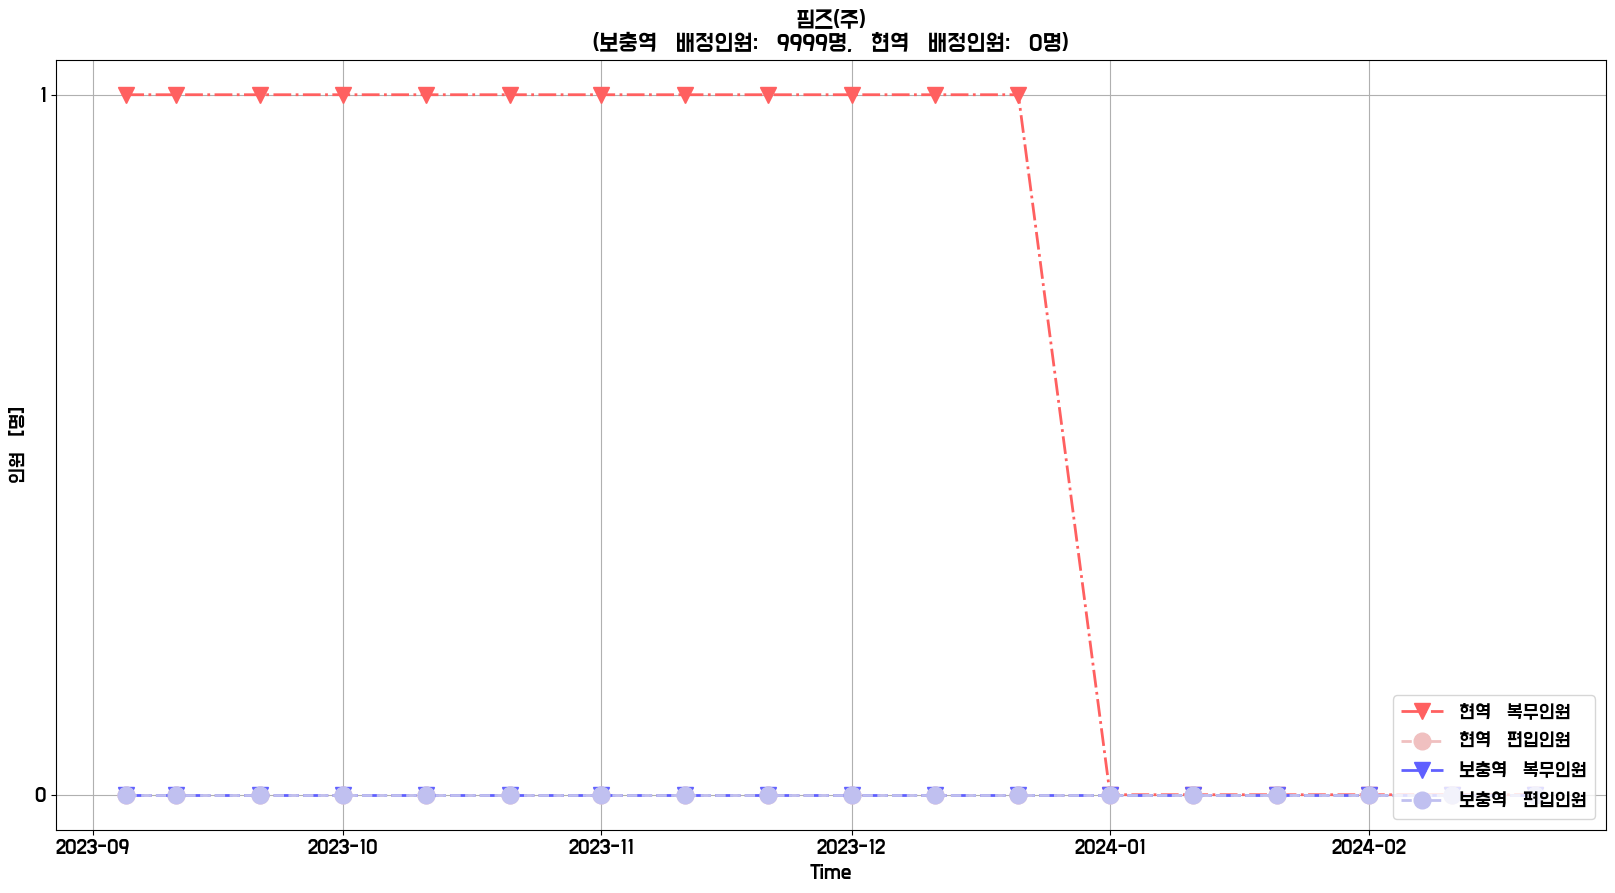 핌즈(주)
(보충역 배정인원: 9999명, 현역 배정인원: 0명)
1
0
인원 [명]
2023-09
2023-10
2023-11
2023-12
2024-01
2024-02
Time
현역 복무인원
현역 편입인원
보충역 복무인원
보충역 편입인원